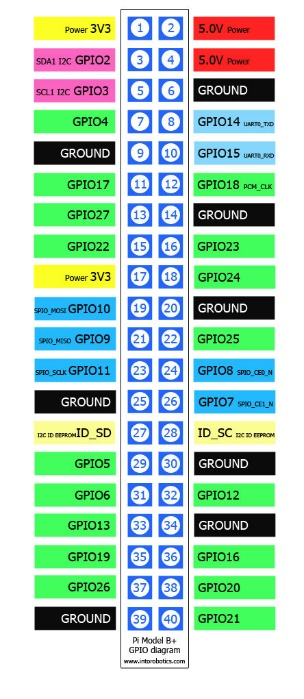 Power 3V3 1 2 5.0V Power
SDA1 I2C GPIO2 3 4 5.0V Power
SCL1 I2C GPIO3 5 6 GROUND
GPIO4 7 8 GPIO14 UART0_TXD
GROUND 9 10 GPIO15 UART0_RXD
GPIO17 11 12 GPIO18 PCM_CLK
GPIO27 13 14 GROUND
GPIO22 15 16 GPIO23
Power 3V3 17 18 GPIO24
SPIO_MOSI GPIO10 19 20 GROUND
SPIO_MISO GPIO9 21 22 GPIO25
SPIO_SCLK GPIO11 23 24 GPIO8 SPIO_CE0_N
GROUND 25 26 GPIO7 SPIO_CE1_N
I2C ID EEPROM ID_SD 27 28 ID_SC I2C ID EEPROM
GPIO5 29 30 GROUND
GPIO6 31 32 GPIO12
GPIO13 33 34 GROUND
GPIO19 35 36 GPIO16
GPIO26 37 38 GPIO20
GROUND 39 40 GPIO21
Pi Model B+
GPIO diagram
www.intorobotics.com